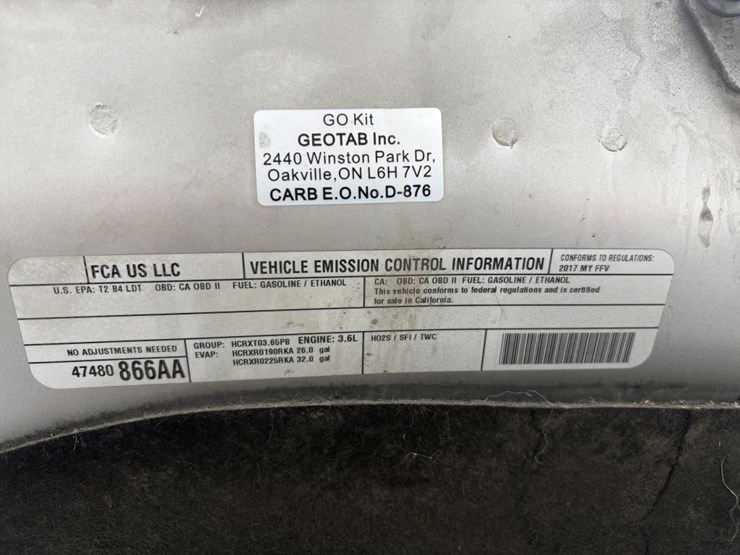 GO Kit
GEOTAB Inc.
2440 Winston Park Dr,
Oakville,ON L6H 7V2
CARB E.O.No.D-876
FCA US LLC
VEHICLE EMISSION CONTROL INFORMATION
CONFORMS TO REGULATIONS:
2017 MY FFV
U.S. EPA: T2 B4 LDT OBD: CA OBD II FUEL: GASOLINE / ETHANOL
CA: OBD: CA OBD II FUEL: GASOLINE / ETHANOL
This vehicle conforms to federal regulations and is certified
for sale in California.
NO ADJUSTMENTS NEEDED
47480 866AA
GROUP: HCRXT03.65PB ENGINE: 3.6L
EVAP: HCRXR0190RKA 26.0 gal
HCRXR0225RKA 32.0 gal
HO2S / SFI / TWC